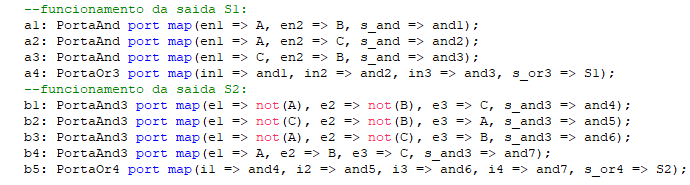 --funcionamento da saida S1:
a1: PortaAnd port map(en1 => A, en2 => B, s_and => and1);
a2: PortaAnd port map(en1 => A, en2 => C, s_and => and2);
a3: PortaAnd port map(en1 => C, en2 => B, s_and => and3);
a4: PortaOr3 port map(in1 => and1, in2 => and2, in3 => and3, s_or3 => S1);
--funcionamento da saida S2:
b1: PortaAnd3 port map(e1 => not(A), e2 => not(B), e3 => C, s_and3 => and4);
b2: PortaAnd3 port map(e1 => not(C), e2 => not(B), e3 => A, s_and3 => and5);
b3: PortaAnd3 port map(e1 => not(A), e2 => not(C), e3 => B, s_and3 => and6);
b4: PortaAnd3 port map(e1 => A, e2 => B, e3 => C, s_and3 => and7);
b5: PortaOr4 port map(i1 => and4, i2 => and5, i3 => and6, i4 => and7, s_or4 => S2);